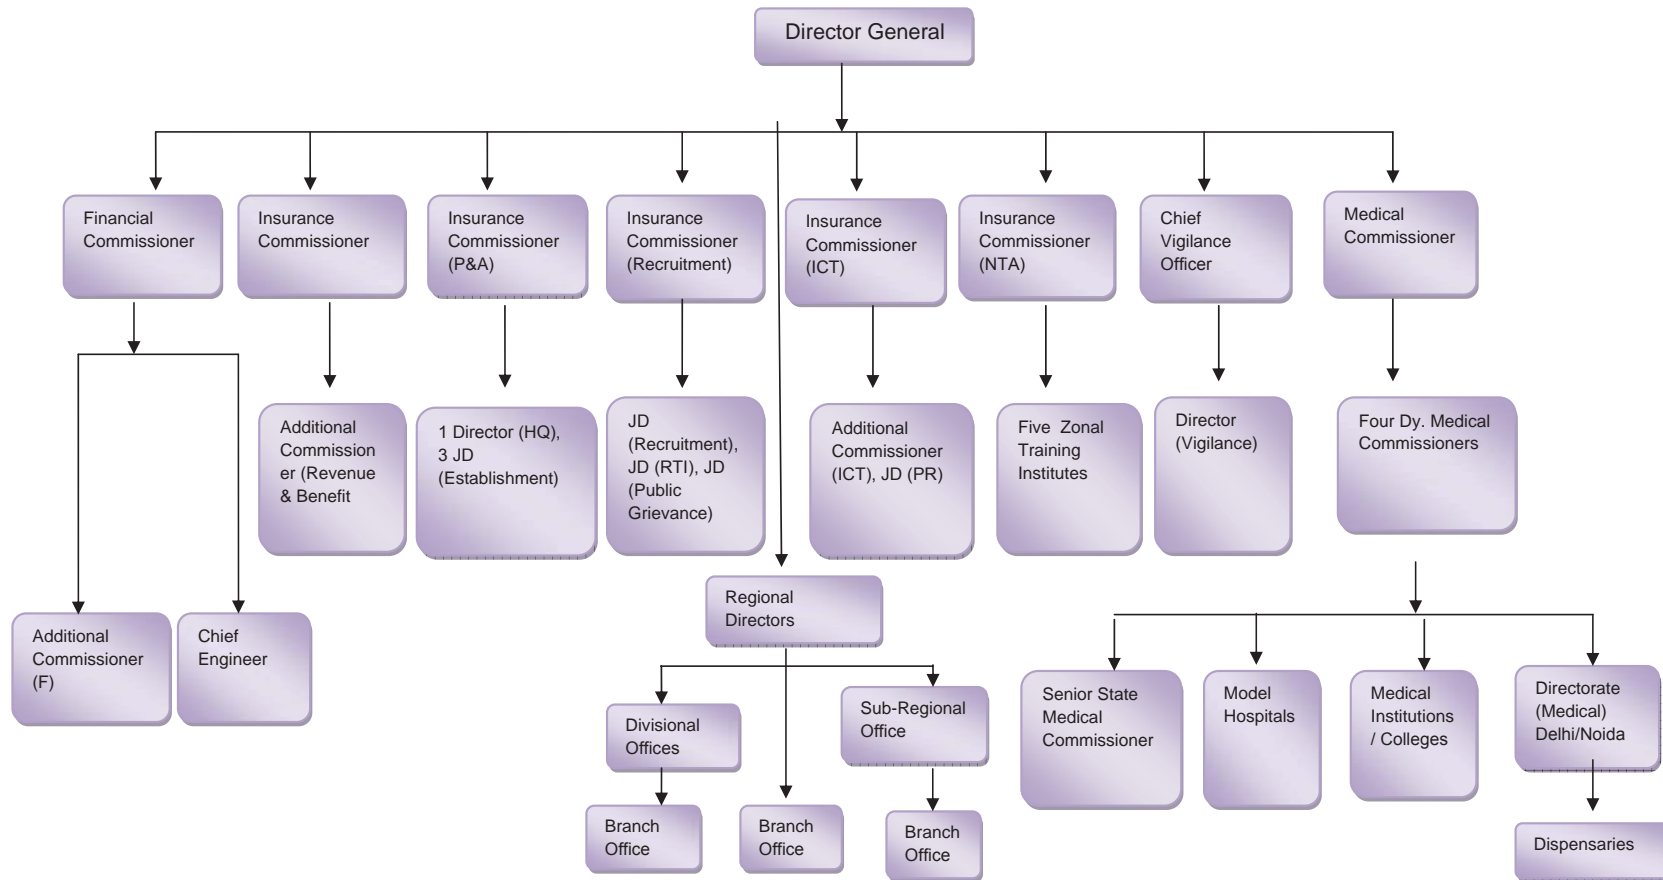 Director General
Financial
Commissioner
Insurance
Commissioner
Insurance
Commissioner
(P&A)
Insurance
Commissioner
(Recruitment)
Insurance
Commissioner
(ICT)
Insurance
Commissioner
(NTA)
Chief
Vigilance
Officer
Medical
Commissioner
Additional
Commission
er (Revenue
& Benefit
1 Director (HQ),
3 JD
(Establishment)
JD
(Recruitment),
JD (RTI), JD
(Public
Grievance)
Additional
Commissioner
(ICT), JD (PR)
Five Zonal
Training
Institutes
Director
(Vigilance)
Four Dy. Medical
Commissioners
Additional
Commissioner
(F)
Chief
Engineer
Regional
Directors
Divisional
Offices
Sub-Regional
Office
Branch
Office
Branch
Office
Branch
Office
Senior State
Medical
Commissioner
Model
Hospitals
Medical
Institutions
/ Colleges
Directorate
(Medical)
Delhi/Noida
Dispensaries